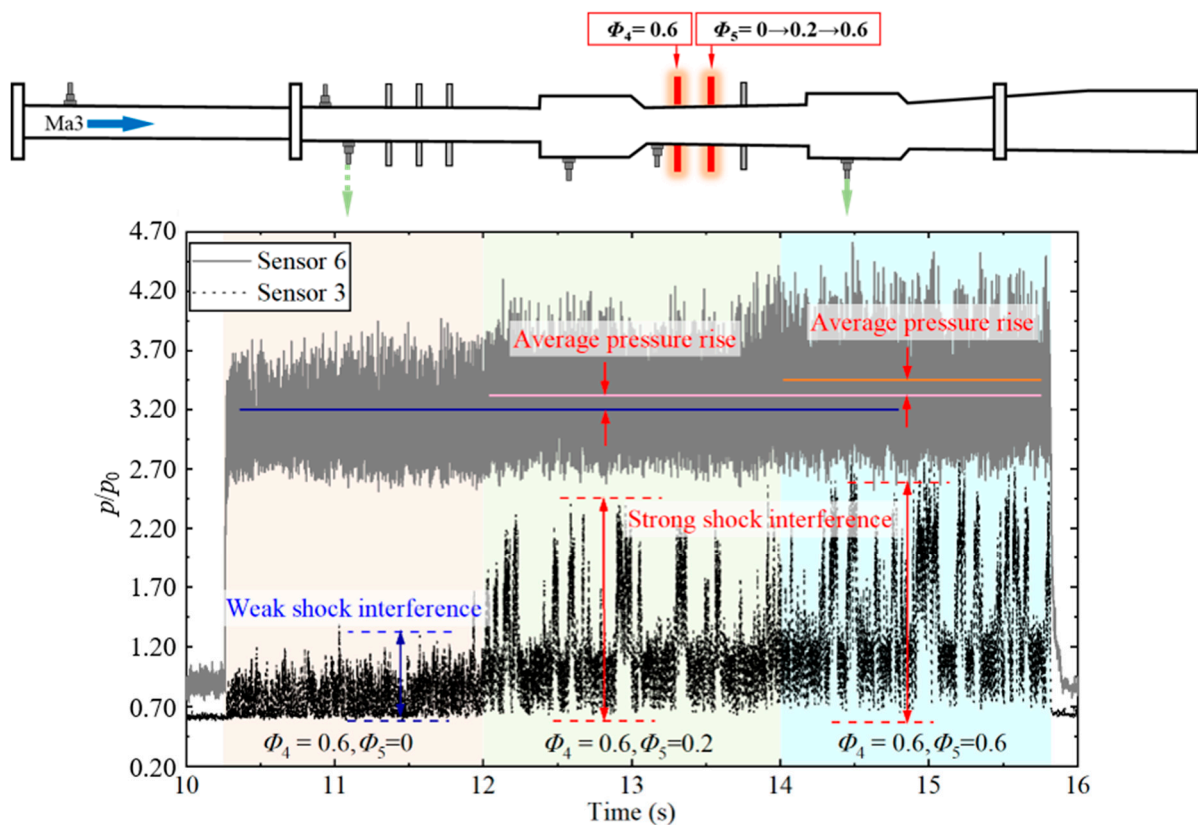 Φ4= 0.6
Φ5= 0→0.2→0.6
Ma3
4.70
4.20
3.70
3.20
2.70
2.20
1.70
1.20
0.70
0.20
p/p0
Sensor 6
Sensor 3
Average pressure rise
Average pressure rise
Strong shock interference
Weak shock interference
Φ4 = 0.6, Φ5=0
Φ4 = 0.6, Φ5=0.2
Φ4 = 0.6, Φ5=0.6
10 11 12 13 14 15 16
Time (s)